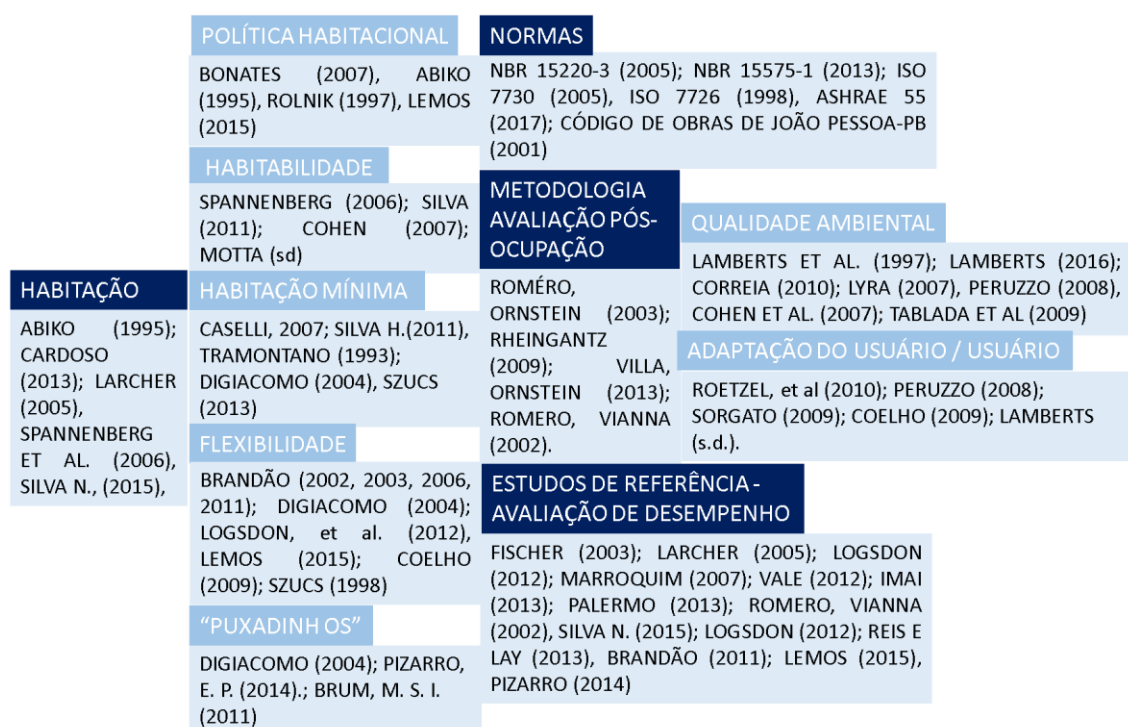 HABITAÇÃO
ABIKO (1995);
CARDOSO
(2013); LARCHER
(2005),
SPANNENBERG
ET AL. (2006),
SILVA N., (2015),
POLÍTICA HABITACIONAL
BONATES (2007), ABIKO
(1995), ROLNIK (1997), LEMOS
(2015)
HABITABILIDADE
SPANNENBERG (2006); SILVA
(2011); COHEN (2007);
MOTTA (sd)
HABITAÇÃO MÍNIMA
CASELLI, 2007; SILVA H.(2011),
TRAMONTANO (1993);
DIGIACOMO (2004), SZUCS
(2013)
FLEXIBILIDADE
BRANDÃO (2002, 2003, 2006,
2011); DIGIACOMO (2004);
LOGSDON, et al. (2012),
LEMOS (2015); COELHO
(2009); SZUCS (1998)
“PUXADINH OS”
DIGIACOMO (2004); PIZARRO,
E. P. (2014).; BRUM, M. S. I.
(2011)
NORMAS
NBR 15220-3 (2005); NBR 15575-1 (2013); ISO
7730 (2005), ISO 7726 (1998), ASHRAE 55
(2017); CÓDIGO DE OBRAS DE JOÃO PESSOA-PB
(2001)
METODOLOGIA
AVALIAÇÃO PÓS-
OCUPAÇÃO
ROMÉRO,
ORNSTEIN (2003);
RHEINGANTZ
(2009); VILLA,
ORNSTEIN (2013);
ROMERO, VIANNA
(2002).
QUALIDADE AMBIENTAL
LAMBERTS ET AL. (1997); LAMBERTS (2016);
CORREIA (2010); LYRA (2007), PERUZZO (2008),
COHEN ET AL. (2007); TABLADA ET AL (2009)
ADAPTAÇÃO DO USUÁRIO / USUÁRIO
ROETZEL, et al (2010); PERUZZO (2008);
SORGATO (2009); COELHO (2009); LAMBERTS
(s.d.).
ESTUDOS DE REFERÊNCIA -
AVALIAÇÃO DE DESEMPENHO
FISCHER (2003); LARCHER (2005); LOGSDON
(2012); MARROQUIM (2007); VALE (2012); IMAI
(2013); PALERMO (2013); ROMERO, VIANNA
(2002), SILVA N. (2015); LOGSDON (2012); REIS E
LAY (2013), BRANDÃO (2011); LEMOS (2015),
PIZARRO (2014)